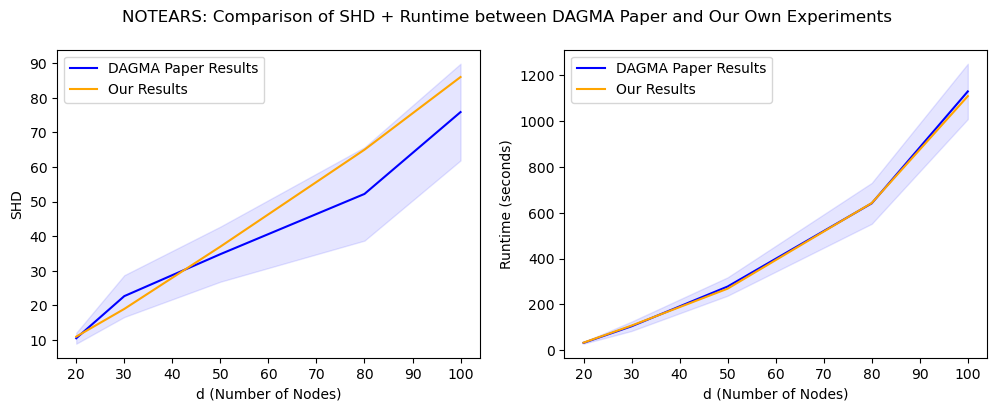 NOTEARS: Comparison of SHD + Runtime between DAGMA Paper and Our Own Experiments
DAGMA Paper Results
Our Results
SHD
90
80
70
60
50
40
30
20
10
20 30 40 50 60 70 80 90 100
d (Number of Nodes)
DAGMA Paper Results
Our Results
Runtime (seconds)
1200
1000
800
600
400
200
0
20 30 40 50 60 70 80 90 100
d (Number of Nodes)